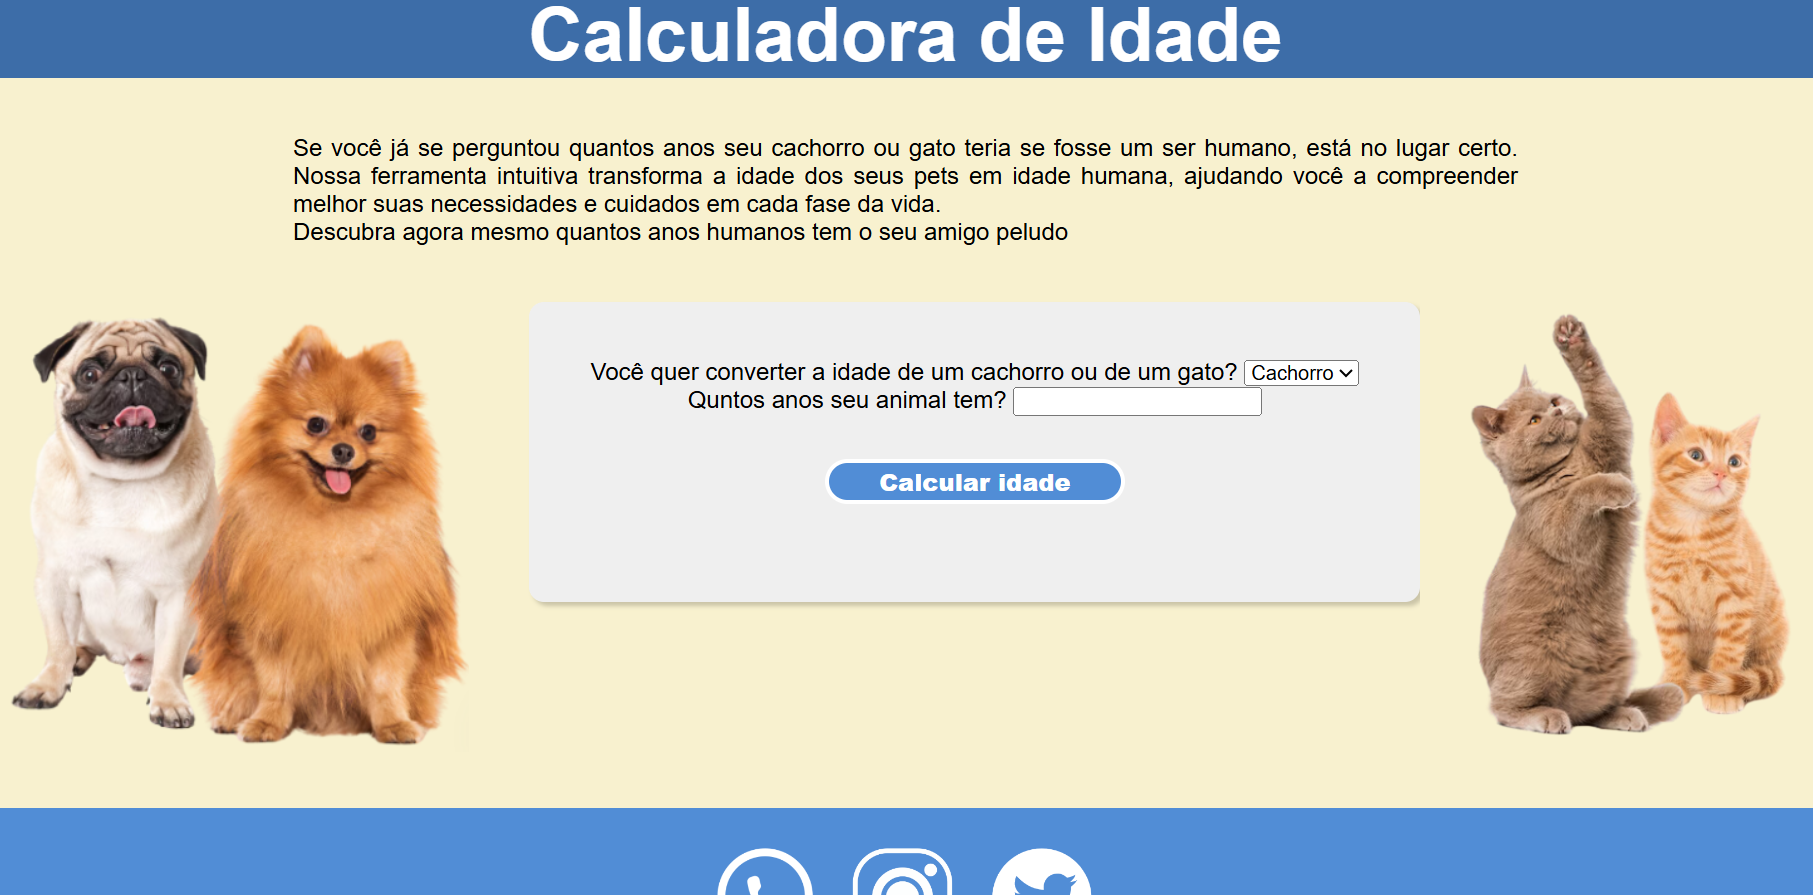 Calculadora de Idade
Se você já se perguntou quantos anos seu cachorro ou gato teria se fosse um ser humano, está no lugar certo.
Nossa ferramenta intuitiva transforma a idade dos seus pets em idade humana, ajudando você a compreender
melhor suas necessidades e cuidados em cada fase da vida.
Descubra agora mesmo quantos anos humanos tem o seu amigo peludo
Você quer converter a idade de um cachorro ou de um gato? Cachorro
Quntos anos seu animal tem?
Calcular idade